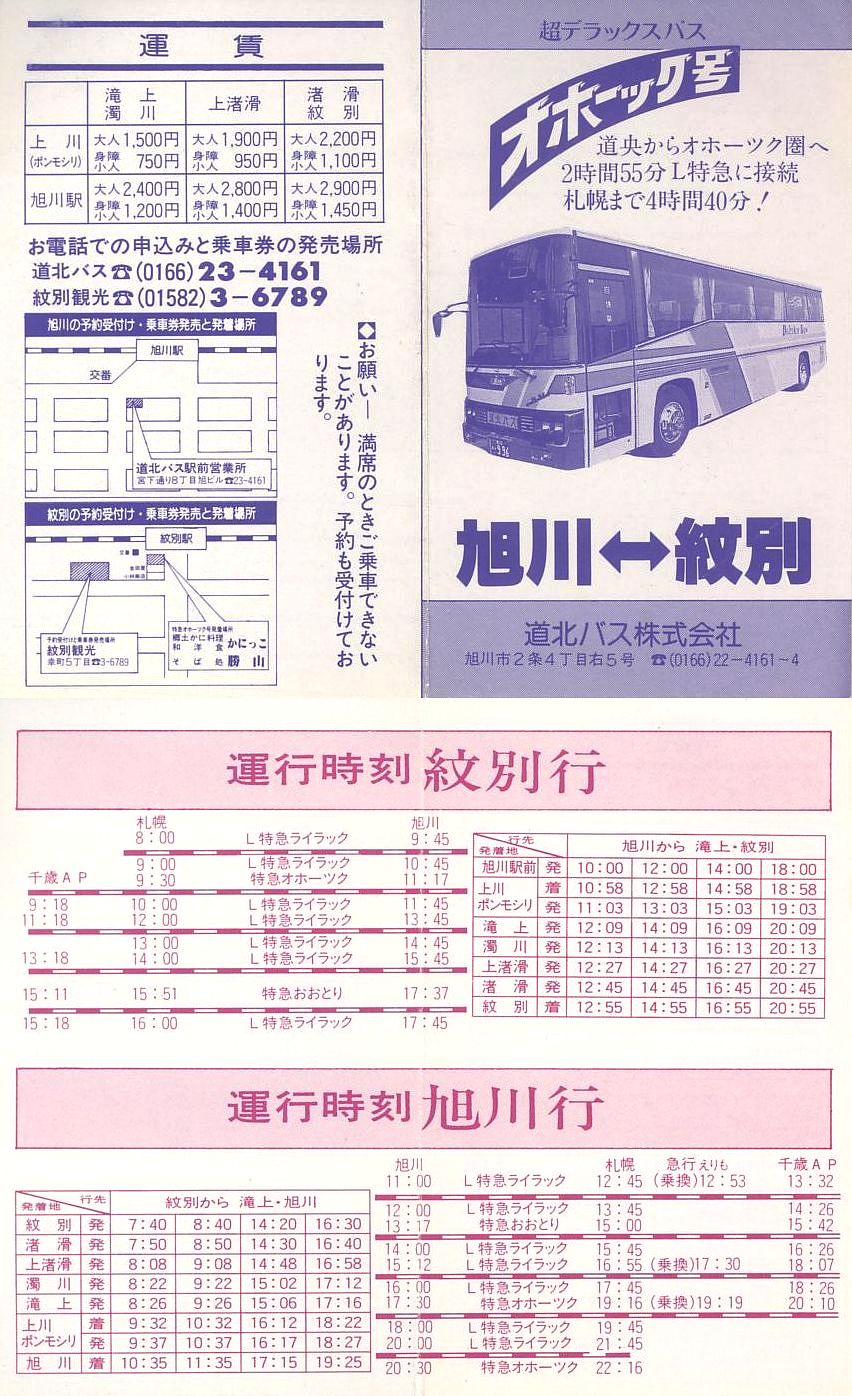 運賃
滝上 濁川 上渚滑 渚滑 紋別
上川 (ポンモシリ) 大人1,500円 大人1,900円 大人2,200円
身障 小人 750円 身障 小人 950円 身障 小人 1,100円
旭川駅 大人2,400円 大人2,800円 大人2,900円
身障 小人 1,200円 身障 小人 1,400円 身障 小人 1,450円
お電話での申込みと乗車券の発売場所
道北バス☎(0166)23-4161
紋別観光☎(01582)3-6789
旭川の予約受付け・乗車券発売と発着場所
旭川駅
交番
道北バス駅前営業所
宮下通り8丁目旭ビル☎23-4161
紋別の予約受付け・乗車券発売と発着場所
紋別駅
交番
予約受付けと乗車券発売場所
紋別観光
幸町5丁目☎3-6789
特急オホーツク号発着場所
郷土かに料理
和洋食 かにっこ
そば処 勝山
◆お願い― 満席のときご乗車できない
ことがあります。予約も受付けてお
ります。
超デラックスバス
オホーツク号
道央からオホーツク圏へ
2時間55分L特急に接続
札幌まで4時間40分!
道北バス
996
旭川↔紋別
道北バス株式会社
旭川市2条4丁目右5号 ☎(0166)22-4161~4
運行時刻 紋別行
札幌 旭川
8:00 L特急ライラック 9:45
9:00 L特急ライラック 10:45
千歳AP 9:30 特急オホーツク 11:17
9:18 10:00 L特急ライラック 11:45
11:18 12:00 L特急ライラック 13:45
13:00 L特急ライラック 14:45
13:18 14:00 L特急ライラック 15:45
15:11 15:51 特急おおとり 17:37
15:18 16:00 L特急ライラック 17:45
行先 発着地 旭川から 滝上・紋別
旭川駅前 発 10:00 12:00 14:00 18:00
上川 ポンモシリ 着 10:58 12:58 14:58 18:58
発 11:03 13:03 15:03 19:03
滝上 発 12:09 14:09 16:09 20:09
濁川 発 12:13 14:13 16:13 20:13
上渚滑 発 12:27 14:27 16:27 20:27
渚滑 発 12:45 14:45 16:45 20:45
紋別 着 12:55 14:55 16:55 20:55
運行時刻 旭川行
行先 発着地 紋別から 滝上・旭川
紋別 発 7:40 8:40 14:20 16:30
渚滑 発 7:50 8:50 14:30 16:40
上渚滑 発 8:08 9:08 14:48 16:58
濁川 発 8:22 9:22 15:02 17:12
滝上 発 8:26 9:26 15:06 17:16
上川 ポンモシリ 着 9:32 10:32 16:12 18:22
発 9:37 10:37 16:17 18:27
旭川 着 10:35 11:35 17:15 19:25
旭川 札幌 急行えりも 千歳AP
11:00 L特急ライラック 12:45 (乗換)12:53 13:32
12:00 L特急ライラック 13:45 14:26
13:17 特急おおとり 15:00 15:42
14:00 L特急ライラック 15:45 16:26
15:12 L特急ライラック 16:55 (乗換)17:30 18:07
16:00 L特急ライラック 17:45 18:26
17:30 特急オホーツク 19:16 (乗換)19:19 20:10
18:00 L特急ライラック 19:45
20:00 L特急ライラック 21:45
20:30 特急オホーツク 22:16